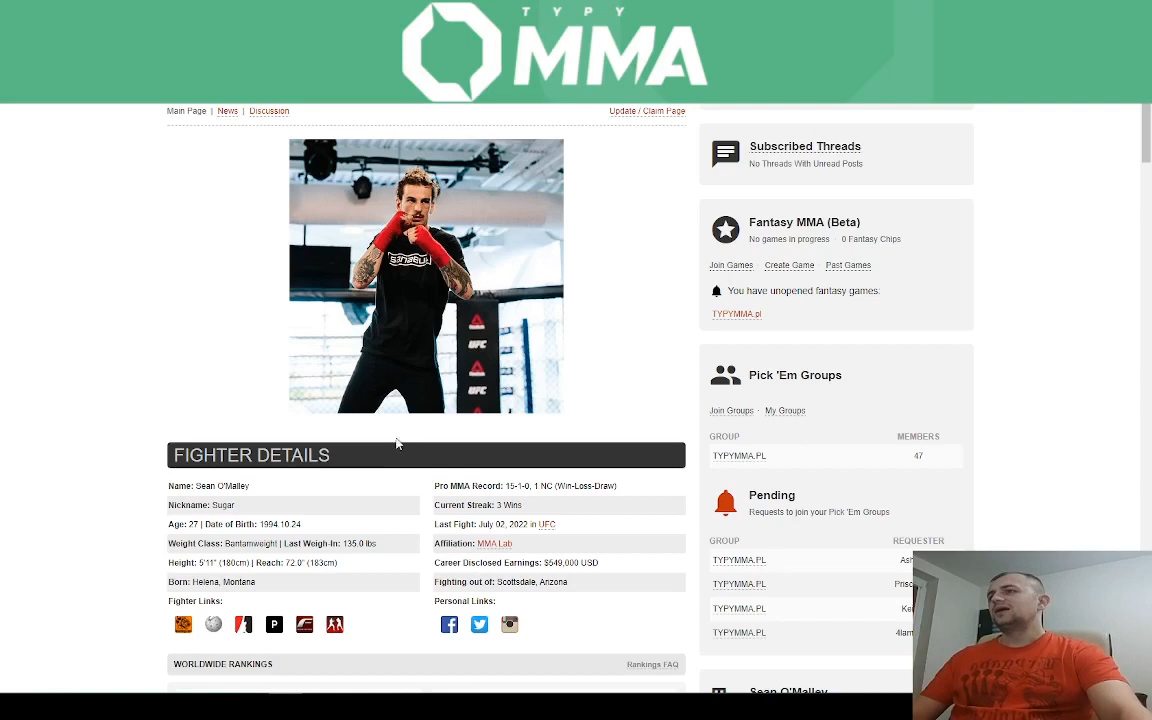 TYPY
MMA
Main Page | News | Discussion
Update / Claim Page
sanabul
UFC
UFC
FIGHTER DETAILS
Name: Sean O'Malley
Pro MMA Record: 15-1-0, 1 NC (Win-Loss-Draw)
Nickname: Sugar
Current Streak: 3 Wins
Age: 27 | Date of Birth: 1994.10.24
Last Fight: July 02, 2022 in UFC
Weight Class: Bantamweight | Last Weigh-In: 135.0 lbs
Affiliation: MMA Lab
Height: 5'11" (180cm) | Reach: 72.0" (183cm)
Career Disclosed Earnings: $549,000 USD
Born: Helena, Montana
Fighting out of: Scottsdale, Arizona
Fighter Links:
Personal Links:
P
WORLDWIDE RANKINGS
Rankings FAQ
Subscribed Threads
No Threads With Unread Posts
Fantasy MMA (Beta)
No games in progress · 0 Fantasy Chips
Join Games · Create Game · Past Games
You have unopened fantasy games:
TYPYMMA.pl
Pick 'Em Groups
Join Groups · My Groups
GROUP MEMBERS
TYPYMMA.PL 47
Pending
Requests to join your Pick 'Em Groups
GROUP REQUESTER
TYPYMMA.PL
TYPYMMA.PL
TYPYMMA.PL
TYPYMMA.PL
Sean O'Malley